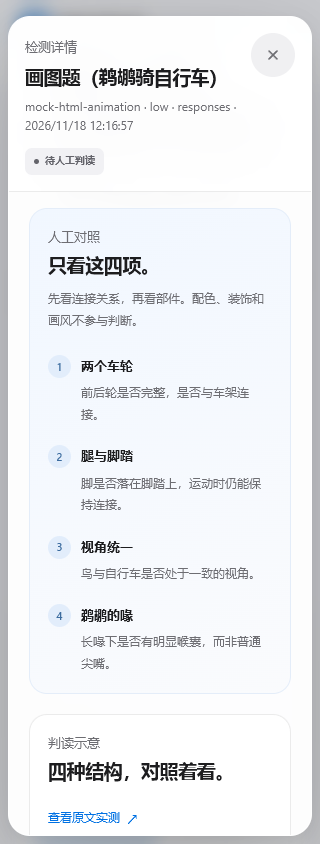 检测详情
画图题（鹈鹕骑自行车）
mock-html-animation · low · responses ·
2026/11/18 12:16:57
待人工判读
人工对照
只看这四项。
先看连接关系，再看部件。配色、装饰和
画风不参与判断。
1 两个车轮
前后轮是否完整，是否与车架连
接。
2 腿与脚踏
脚是否落在脚踏上，运动时仍能保
持连接。
3 视角统一
鸟与自行车是否处于一致的视角。
4 鹈鹕的喙
长喙下是否有明显喉囊，而非普通
尖嘴。
判读示意
四种结构，对照着看。
查看原文实测 ↗